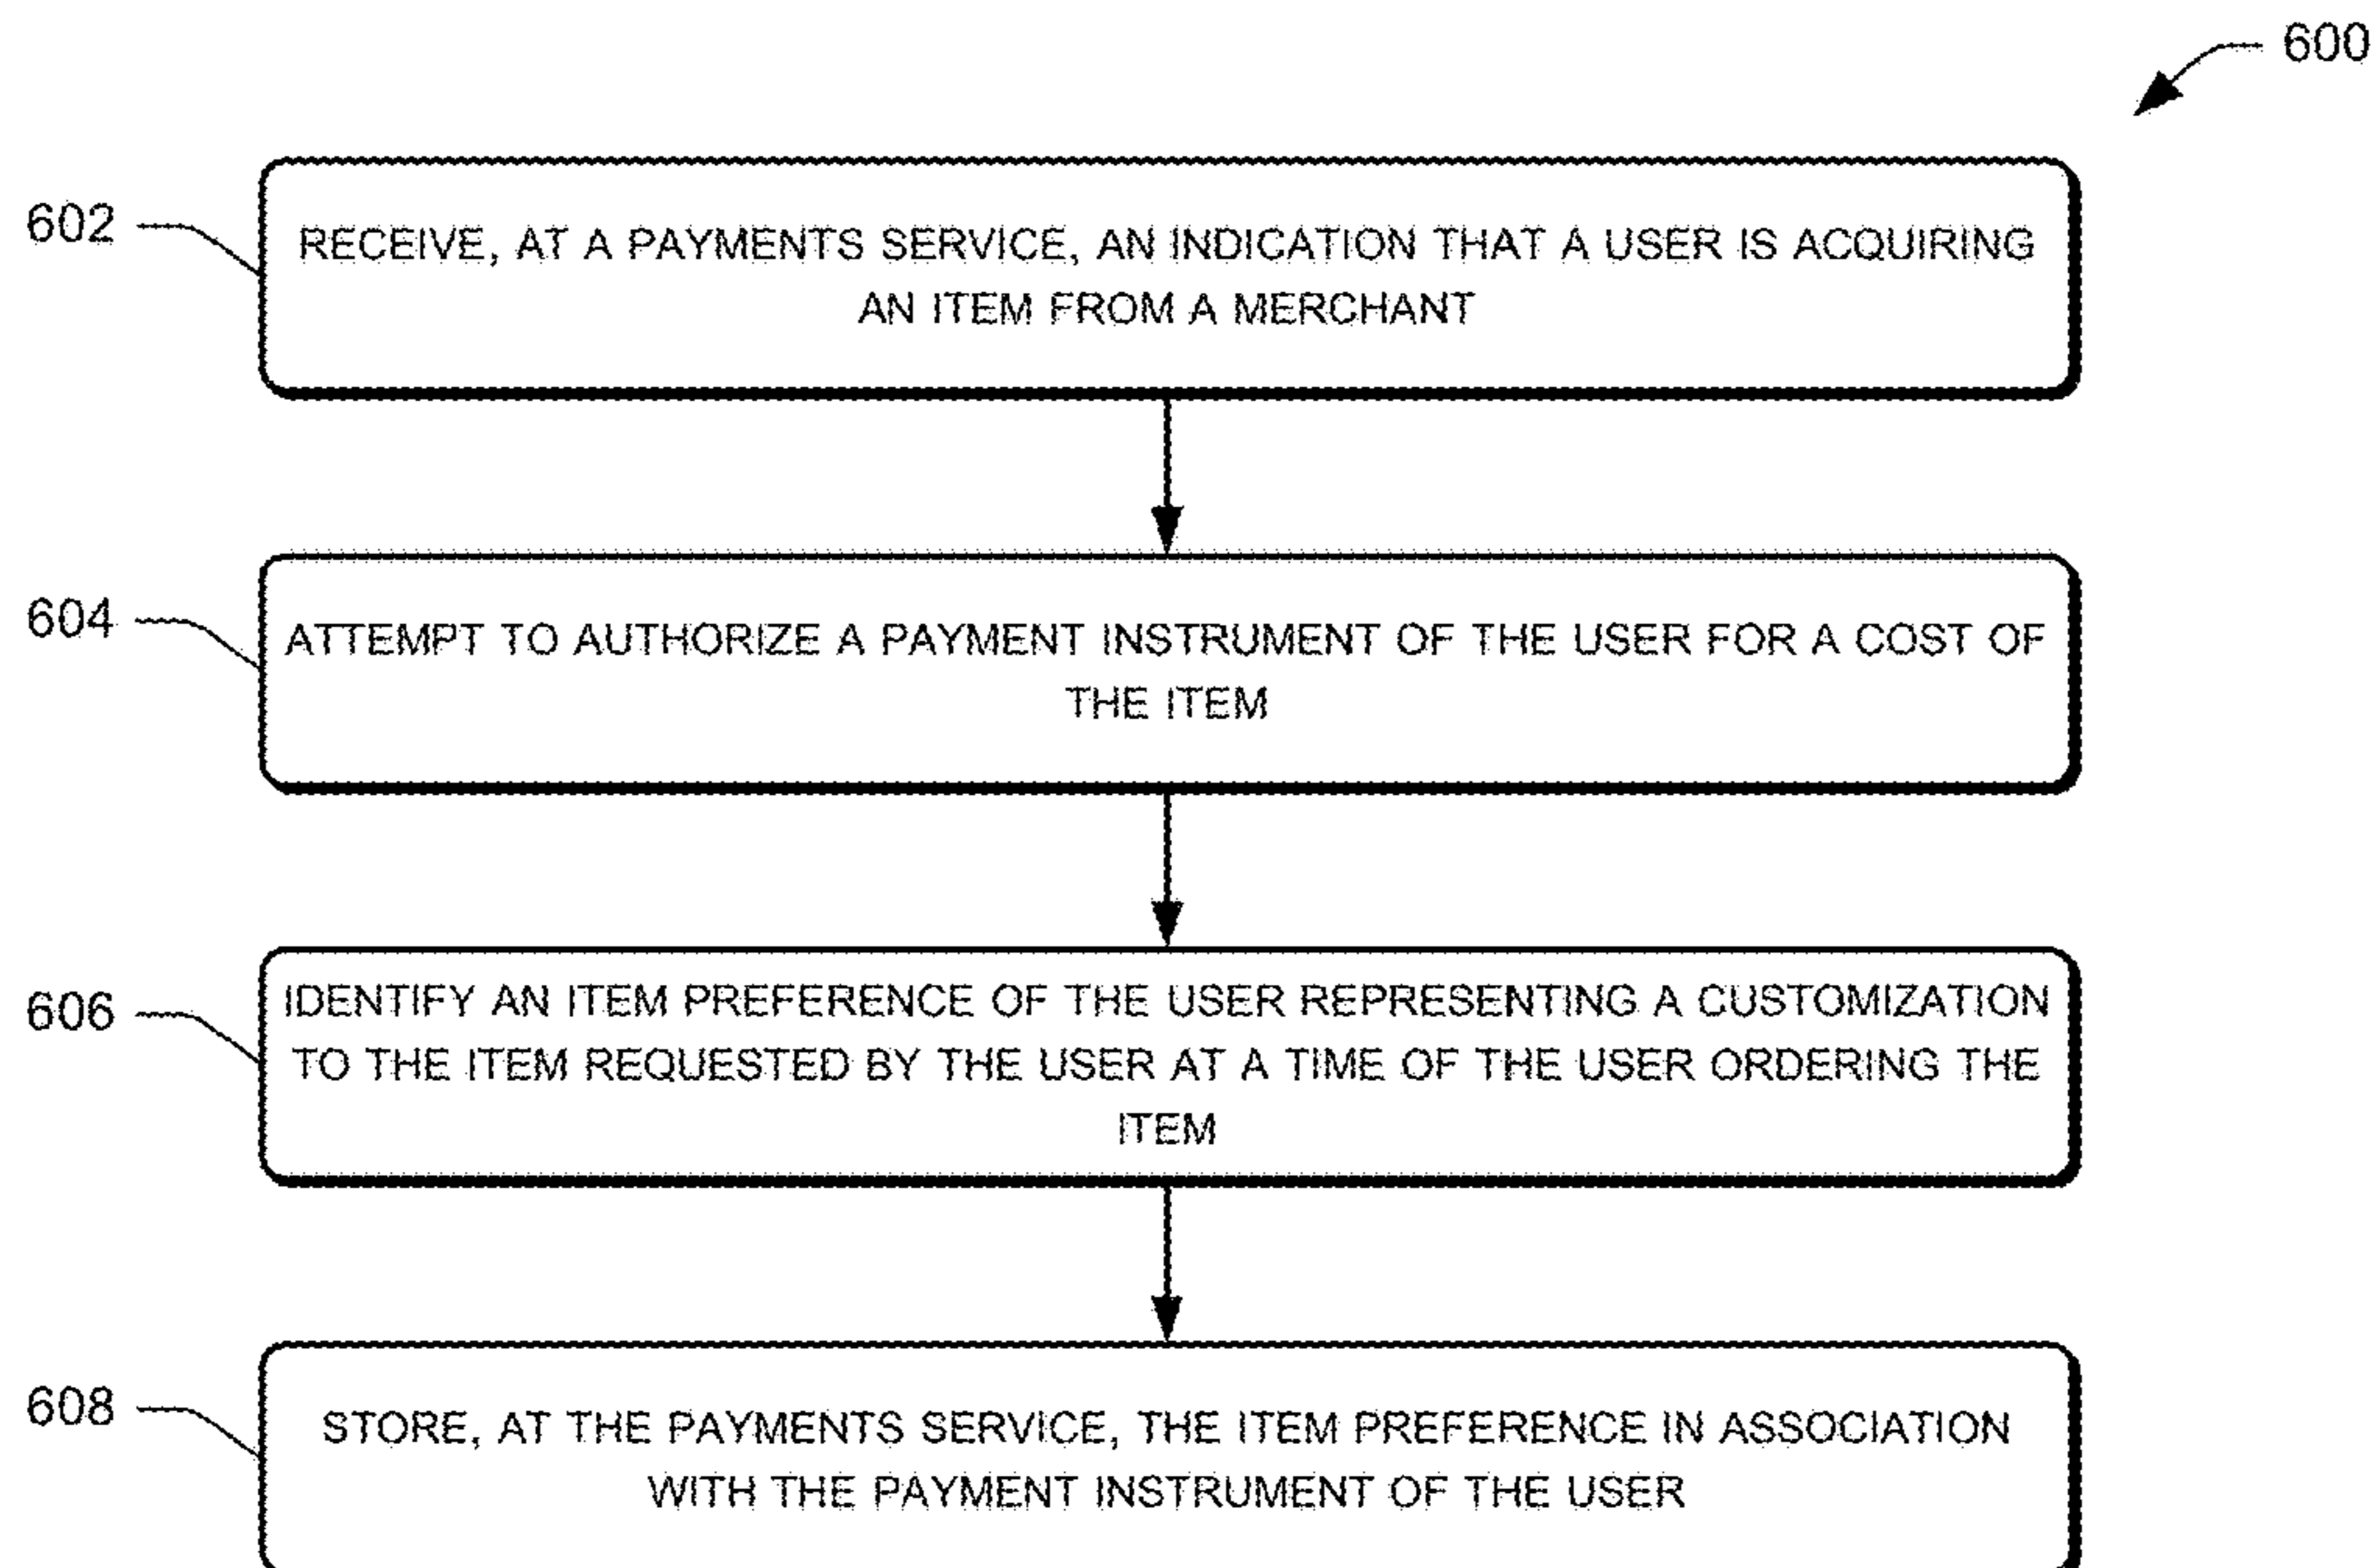 600
602
RECEIVE, AT A PAYMENTS SERVICE, AN INDICATION THAT A USER IS ACQUIRING
AN ITEM FROM A MERCHANT
604
ATTEMPT TO AUTHORIZE A PAYMENT INSTRUMENT OF THE USER FOR A COST OF
THE ITEM
606
IDENTIFY AN ITEM PREFERENCE OF THE USER REPRESENTING A CUSTOMIZATION
TO THE ITEM REQUESTED BY THE USER AT A TIME OF THE USER ORDERING THE
ITEM
608
STORE, AT THE PAYMENTS SERVICE, THE ITEM PREFERENCE IN ASSOCIATION
WITH THE PAYMENT INSTRUMENT OF THE USER